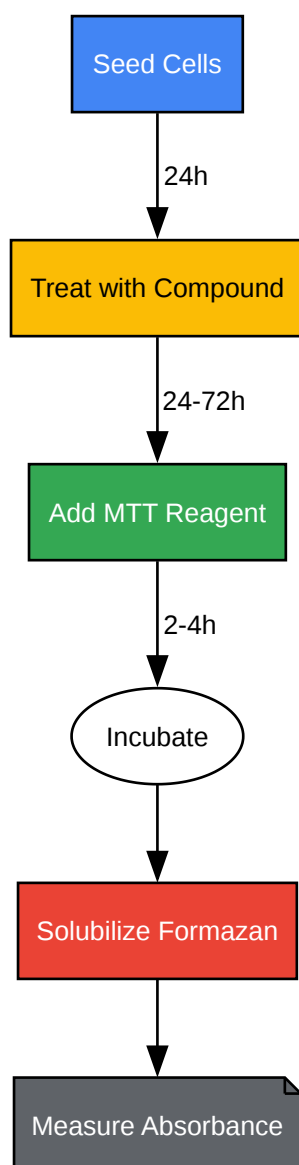 Seed Cells
24h
Treat with Compound
24-72h
Add MTT Reagent
2-4h
Incubate
Solubilize Formazan
Measure Absorbance